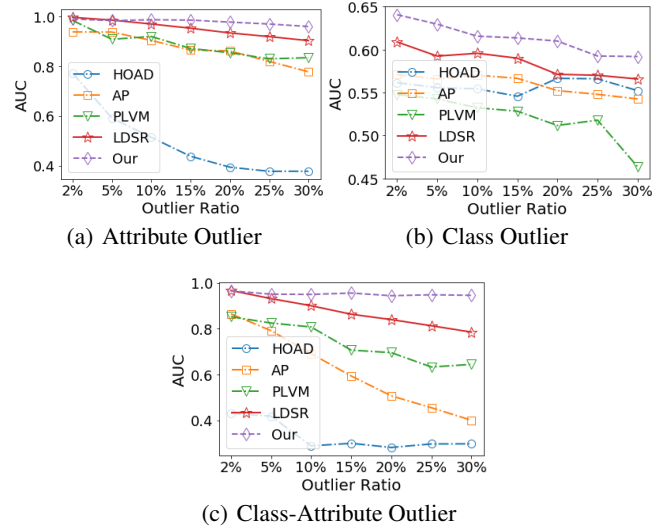 1.0
0.8
0.6
0.4
AUC
HOAD
AP
PLVM
LDSR
Our
2% 5% 10% 15% 20% 25% 30%
Outlier Ratio
(a) Attribute Outlier
0.65
0.60
0.55
0.50
0.45
AUC
HOAD
AP
PLVM
LDSR
Our
2% 5% 10% 15% 20% 25% 30%
Outlier Ratio
(b) Class Outlier
1.0
0.8
0.6
0.4
AUC
HOAD
AP
PLVM
LDSR
Our
2% 5% 10% 15% 20% 25% 30%
Outlier Ratio
(c) Class-Attribute Outlier